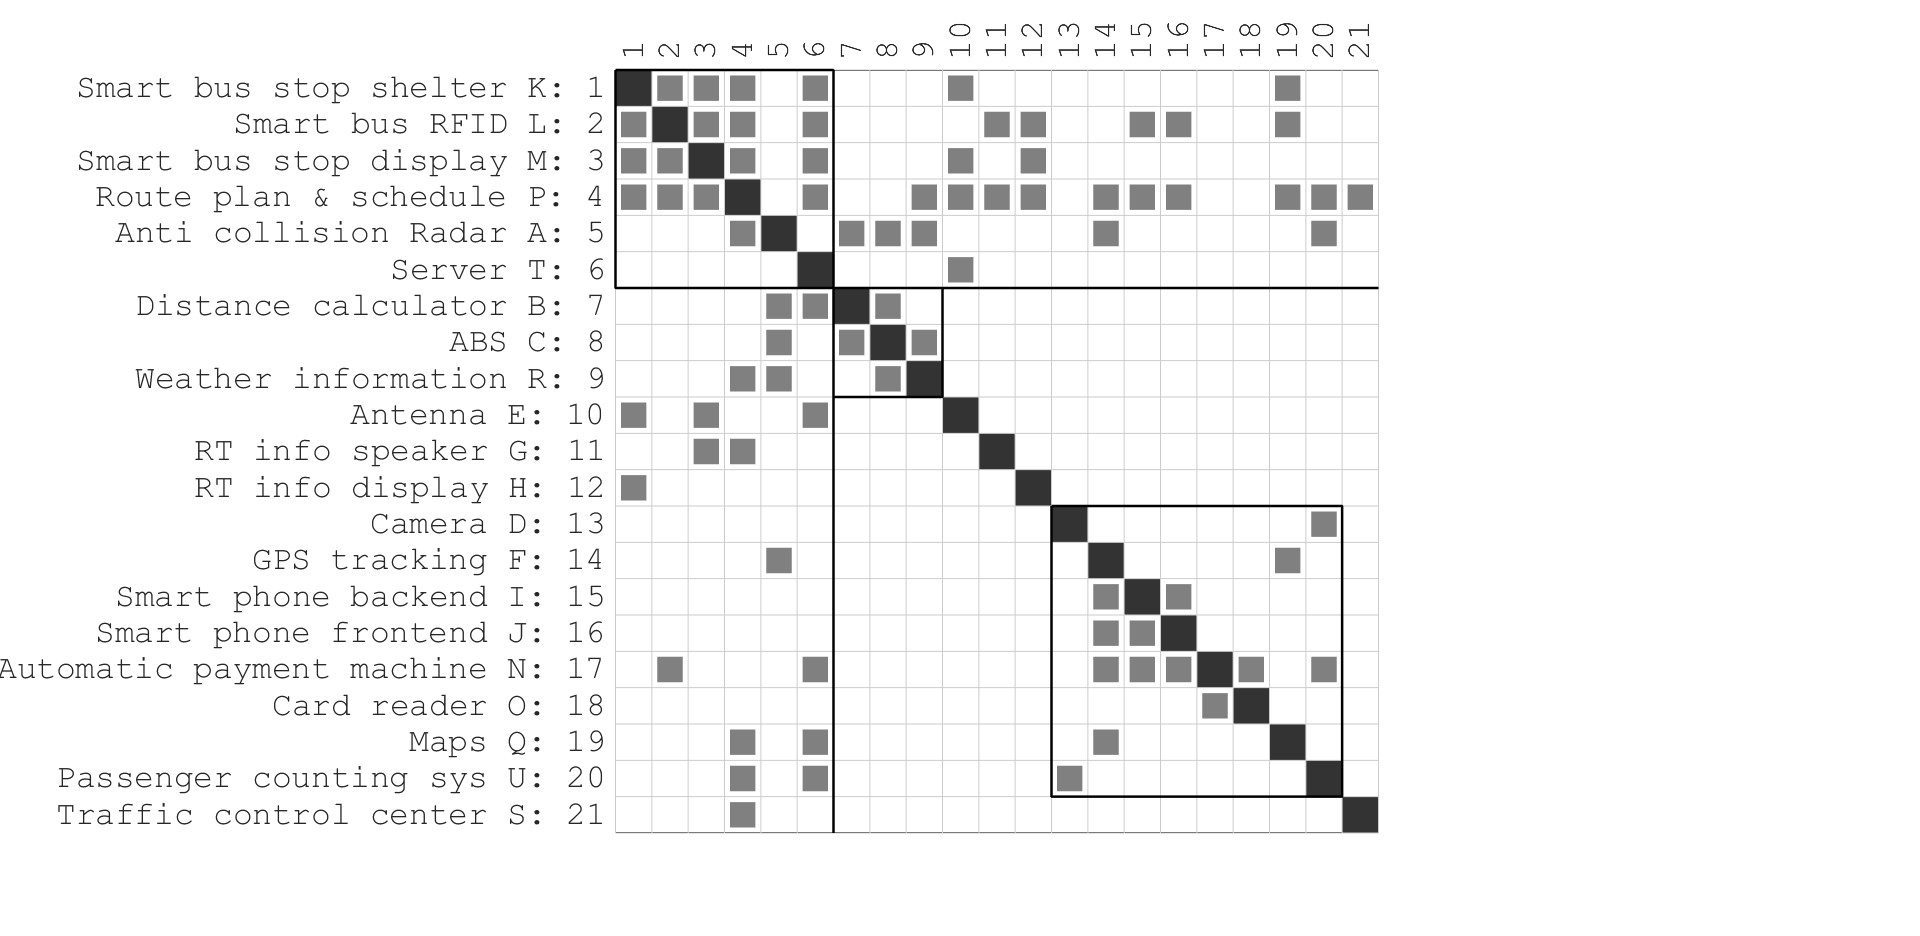 1 2 3 4 5 6 7 8 9 10 11 12 13 14 15 16 17 18 19 20 21
Smart bus stop shelter K: 1
Smart bus RFID L: 2
Smart bus stop display M: 3
Route plan & schedule P: 4
Anti collision Radar A: 5
Server T: 6
Distance calculator B: 7
ABS C: 8
Weather information R: 9
Antenna E: 10
RT info speaker G: 11
RT info display H: 12
Camera D: 13
GPS tracking F: 14
Smart phone backend I: 15
Smart phone frontend J: 16
Automatic payment machine N: 17
Card reader O: 18
Maps Q: 19
Passenger counting sys U: 20
Traffic control center S: 21